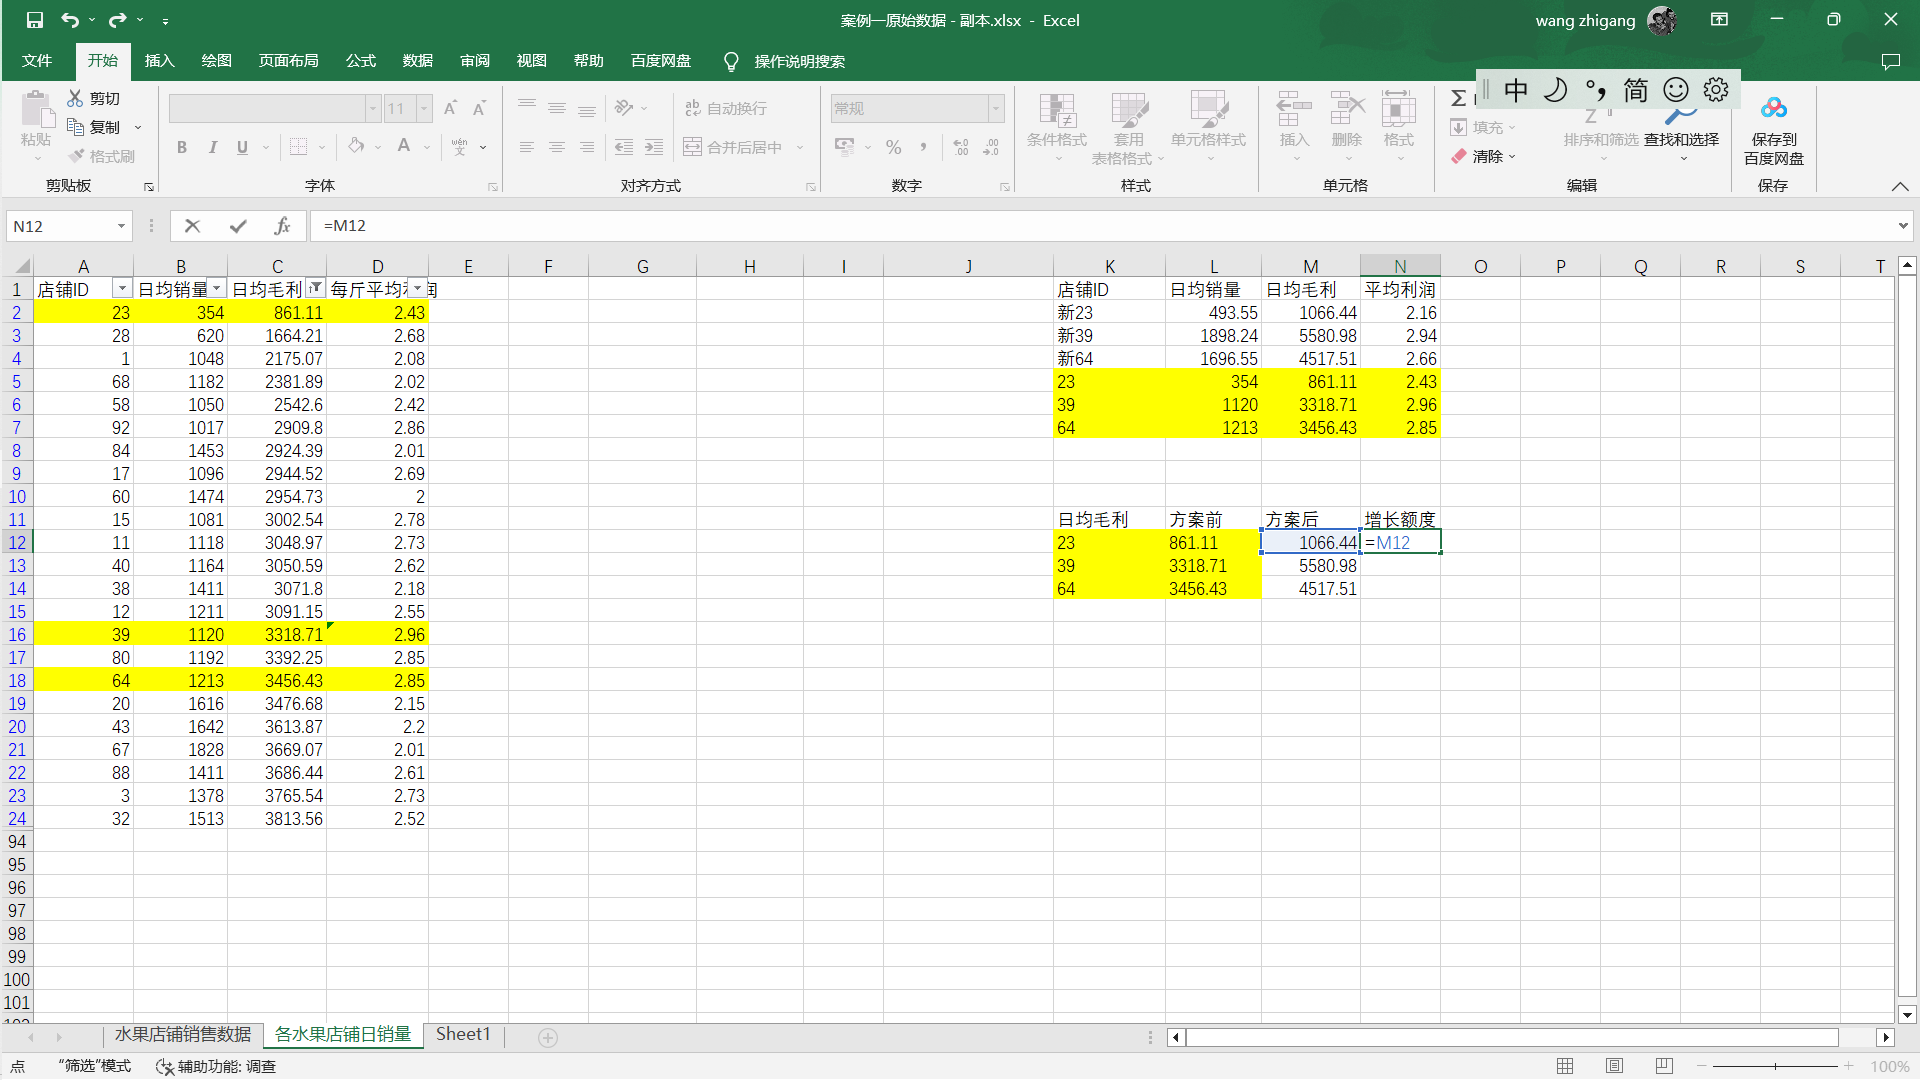 案例一原始数据 - 副本.xlsx - Excel
wang zhigang
文件 开始 插入 绘图 页面布局 公式 数据 审阅 视图 帮助 百度网盘 操作说明搜索
中 简
粘贴 剪切 复制 格式刷 剪贴板
11 B I U wén 文 字体
ab 自动换行 合并后居中 对齐方式
常规 % 数字
条件格式 套用 表格格式 单元格样式 样式
插入 删除 格式 单元格
Σ 填充 清除 排序和筛选 查找和选择 编辑
保存到 百度网盘 保存
N12 fx =M12
A B C D E F G H I J K L M N O P Q R S T
1 店铺ID 日均销量 日均毛利 每斤平均利润 店铺ID 日均销量 日均毛利 平均利润
2 23 354 861.11 2.43 新23 493.55 1066.44 2.16
3 28 620 1664.21 2.68 新39 1898.24 5580.98 2.94
4 1 1048 2175.07 2.08 新64 1696.55 4517.51 2.66
5 68 1182 2381.89 2.02 23 354 861.11 2.43
6 58 1050 2542.6 2.42 39 1120 3318.71 2.96
7 92 1017 2909.8 2.86 64 1213 3456.43 2.85
8 84 1453 2924.39 2.01
9 17 1096 2944.52 2.69
10 60 1474 2954.73 2
11 15 1081 3002.54 2.78 日均毛利 方案前 方案后 增长额度
12 11 1118 3048.97 2.73 23 861.11 1066.44 =M12
13 40 1164 3050.59 2.62 39 3318.71 5580.98
14 38 1411 3071.8 2.18 64 3456.43 4517.51
15 12 1211 3091.15 2.55
16 39 1120 3318.71 2.96
17 80 1192 3392.25 2.85
18 64 1213 3456.43 2.85
19 20 1616 3476.68 2.15
20 43 1642 3613.87 2.2
21 67 1828 3669.07 2.01
22 88 1411 3686.44 2.61
23 3 1378 3765.54 2.73
24 32 1513 3813.56 2.52
94
95
96
97
98
99
100
101
水果店铺销售数据 各水果店铺日销量 Sheet1
点 “筛选”模式 辅助功能: 调查 100%